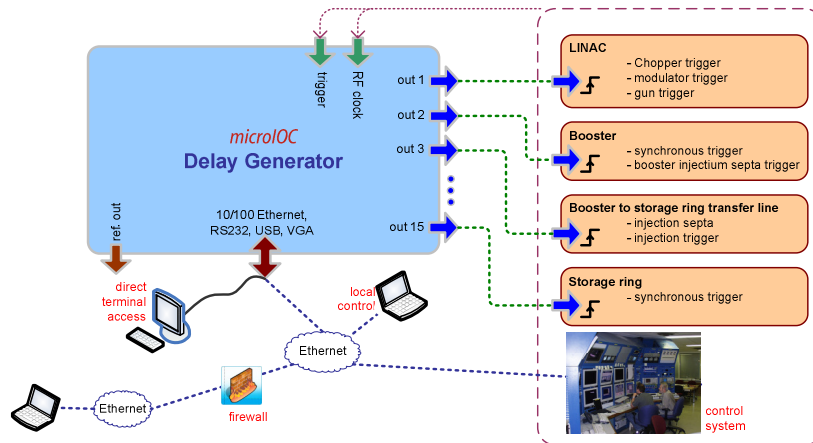 trigger
RF clock
out 1
out 2
out 3
out 15
microIOC
Delay Generator
10/100 Ethernet,
RS232, USB, VGA
ref. out
LINAC
- Chopper trigger
- modulator trigger
- gun trigger
Booster
- synchronous trigger
- booster injectium septa trigger
Booster to storage ring transfer line
- injection septa
- injection trigger
Storage ring
- synchronous trigger
direct
terminal
access
local
control
Ethernet
Ethernet
firewall
control
system